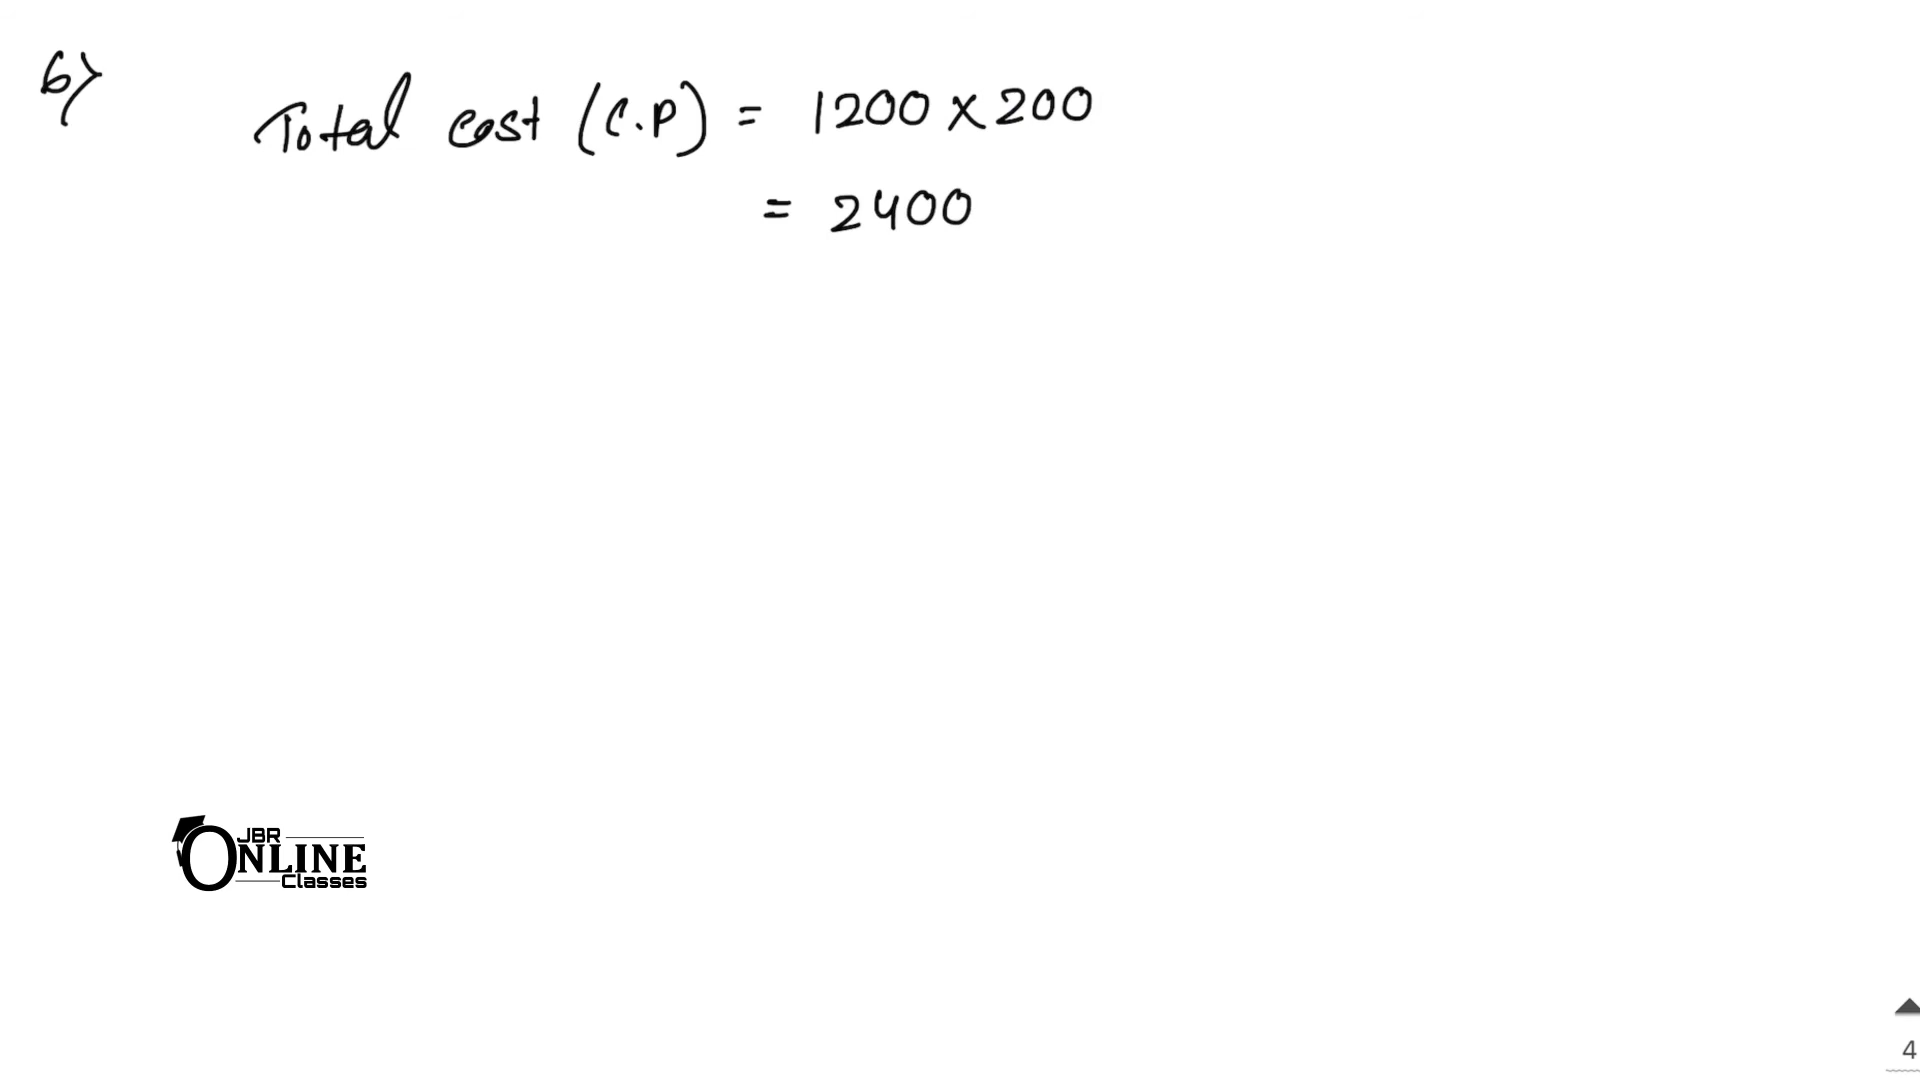 6)
Total cost (C.P) = 1200 × 200
= 2400
JBR
ONLINE
Classes
4